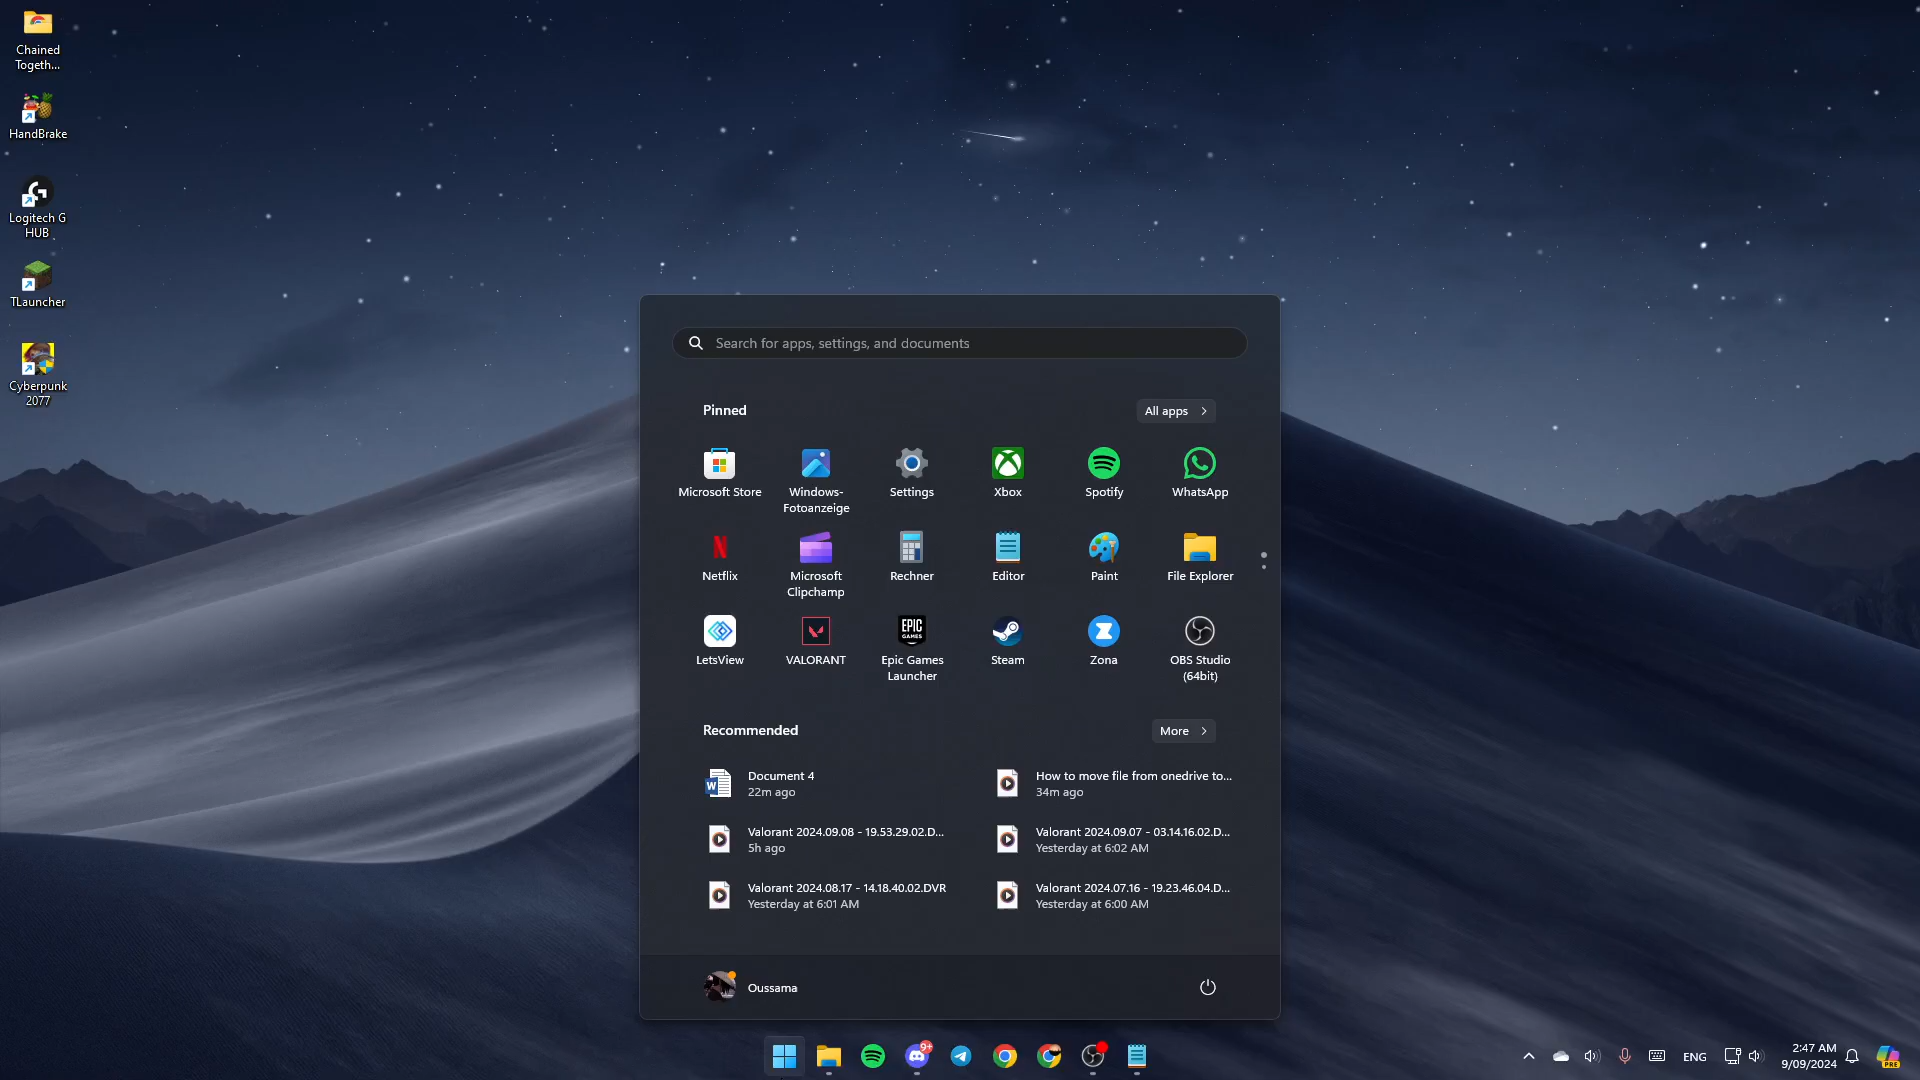 Chained
Togeth...
HandBrake
Logitech G
HUB
TLauncher
Cyberpunk
2077
Search for apps, settings, and documents
Pinned
All apps
Microsoft Store
Windows-
Fotoanzeige
Settings
Xbox
Spotify
WhatsApp
Netflix
Microsoft
Clipchamp
Rechner
Editor
Paint
File Explorer
LetsView
VALORANT
EPIC
GAMES
Epic Games
Launcher
Steam
Zona
OBS Studio
(64bit)
Recommended
More
Document 4
22m ago
How to move file from onedrive to...
34m ago
Valorant 2024.09.08 - 19.53.29.02.D...
5h ago
Valorant 2024.09.07 - 03.14.16.02.D...
Yesterday at 6:02 AM
Valorant 2024.08.17 - 14.18.40.02.DVR
Yesterday at 6:01 AM
Valorant 2024.07.16 - 19.23.46.04.D...
Yesterday at 6:00 AM
Oussama
9+
ENG
2:47 AM
9/09/2024
PRE